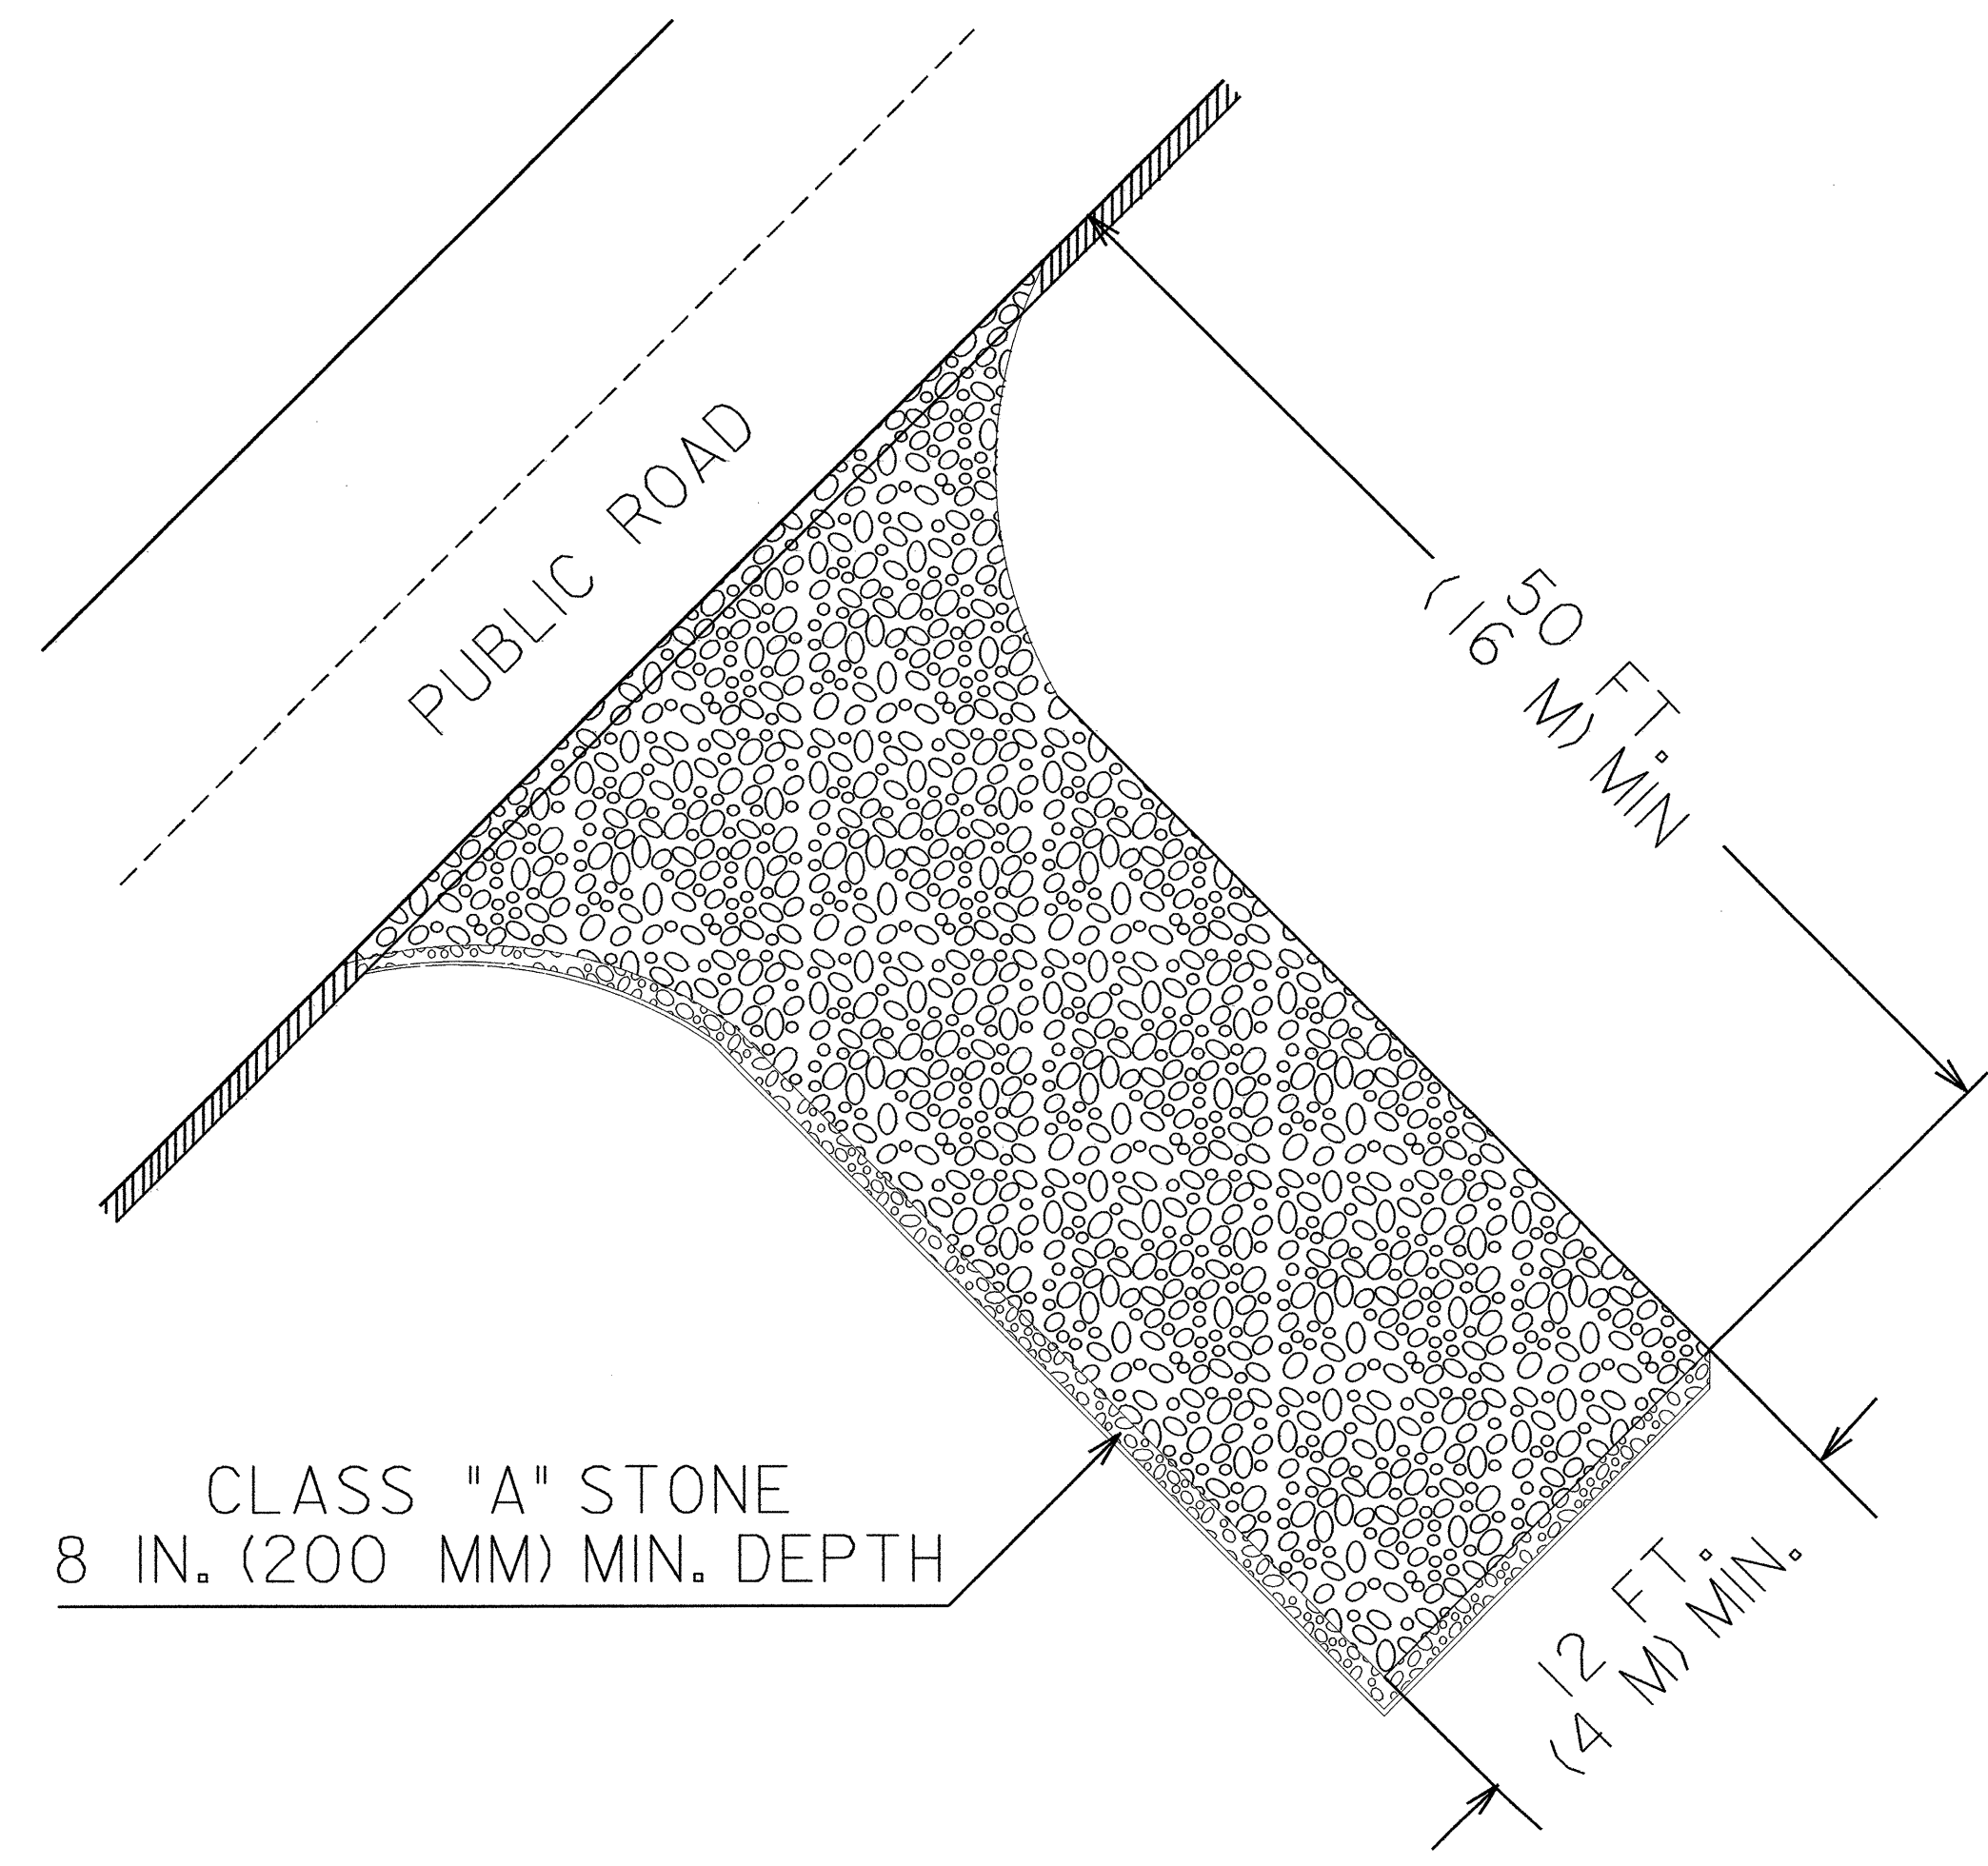 PUBLIC ROAD
50 FT.
(16 M) MIN
CLASS "A" STONE
8 IN. (200 MM) MIN. DEPTH
12 FT.
(4 M) MIN.